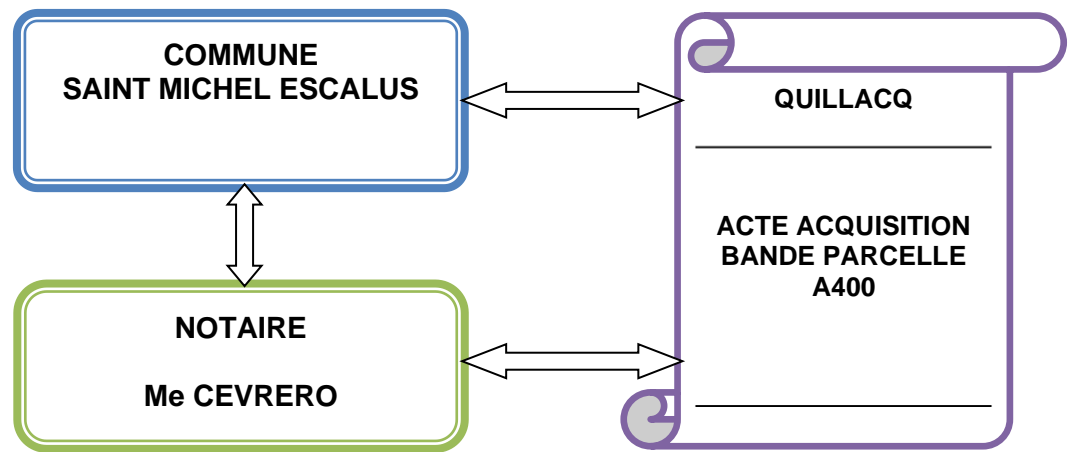 COMMUNE
SAINT MICHEL ESCALUS
QUILLACQ
ACTE ACQUISITION
BANDE PARCELLE
A400
NOTAIRE
Me CEVRERO